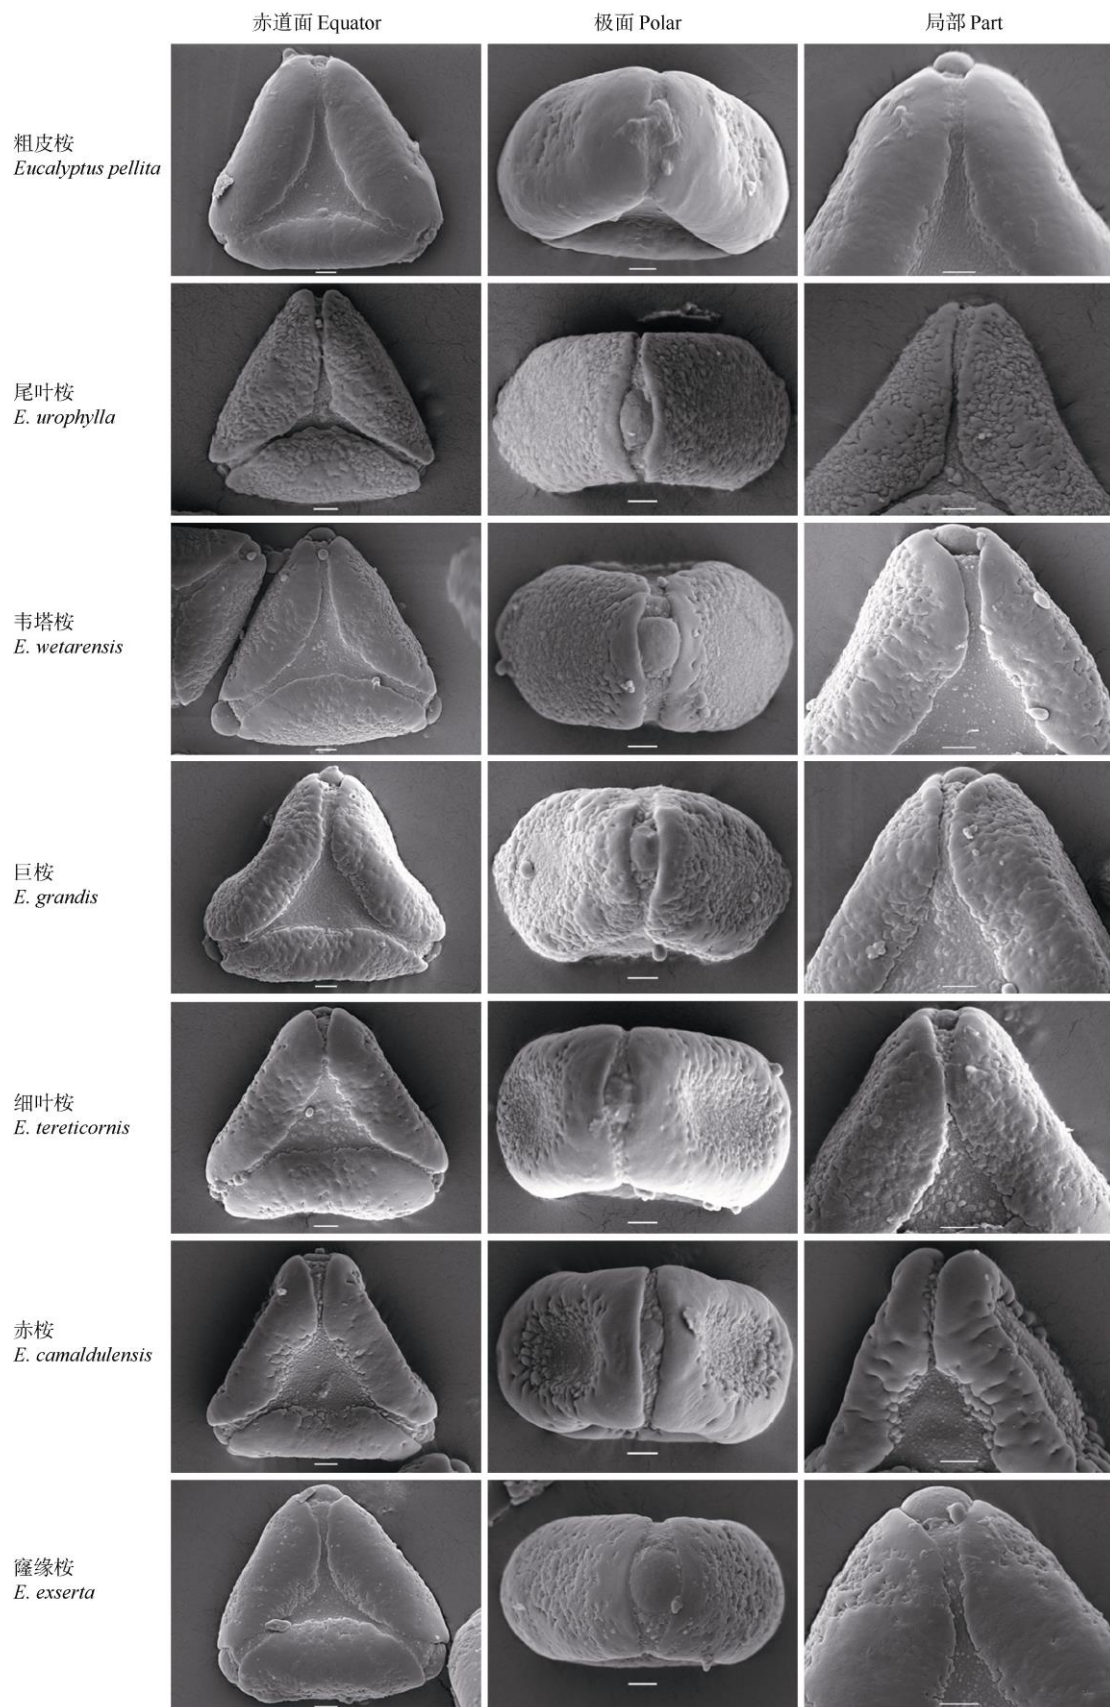 赤道面 Equator
极面 Polar
局部 Part
粗皮桉
Eucalyptus pellita
尾叶桉
E. urophylla
韦塔桉
E. wetarensis
巨桉
E. grandis
细叶桉
E. tereticornis
赤桉
E. camaldulensis
窿缘桉
E. exserta